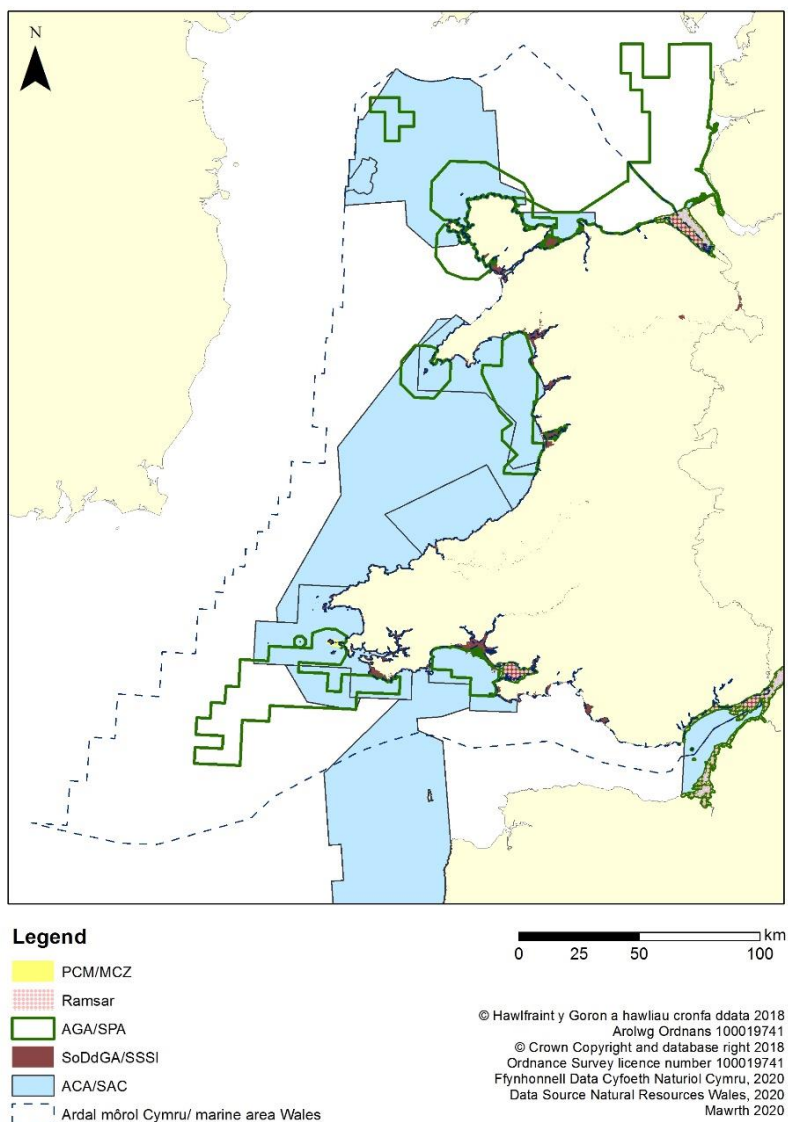 N
Legend
PCM/MCZ
Ramsar
AGA/SPA
SoDdGA/SSSI
ACA/SAC
Ardal môrol Cymru/ marine area Wales
km
0 25 50 100
© Hawlfraint y Goron a hawliau cronfa ddata 2018
Arolwg Ordnans 100019741
© Crown Copyright and database right 2018
Ordnance Survey licence number 100019741
Ffynhonnell Data Cyfoeth Naturiol Cymru, 2020
Data Source Natural Resources Wales, 2020
Mawrth 2020